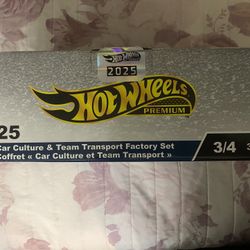 2025
HOT WHEELS
PREMIUM
25
Car Culture & Team Transport Factory Set
Coffret « Car Culture et Team Transport »
3/4